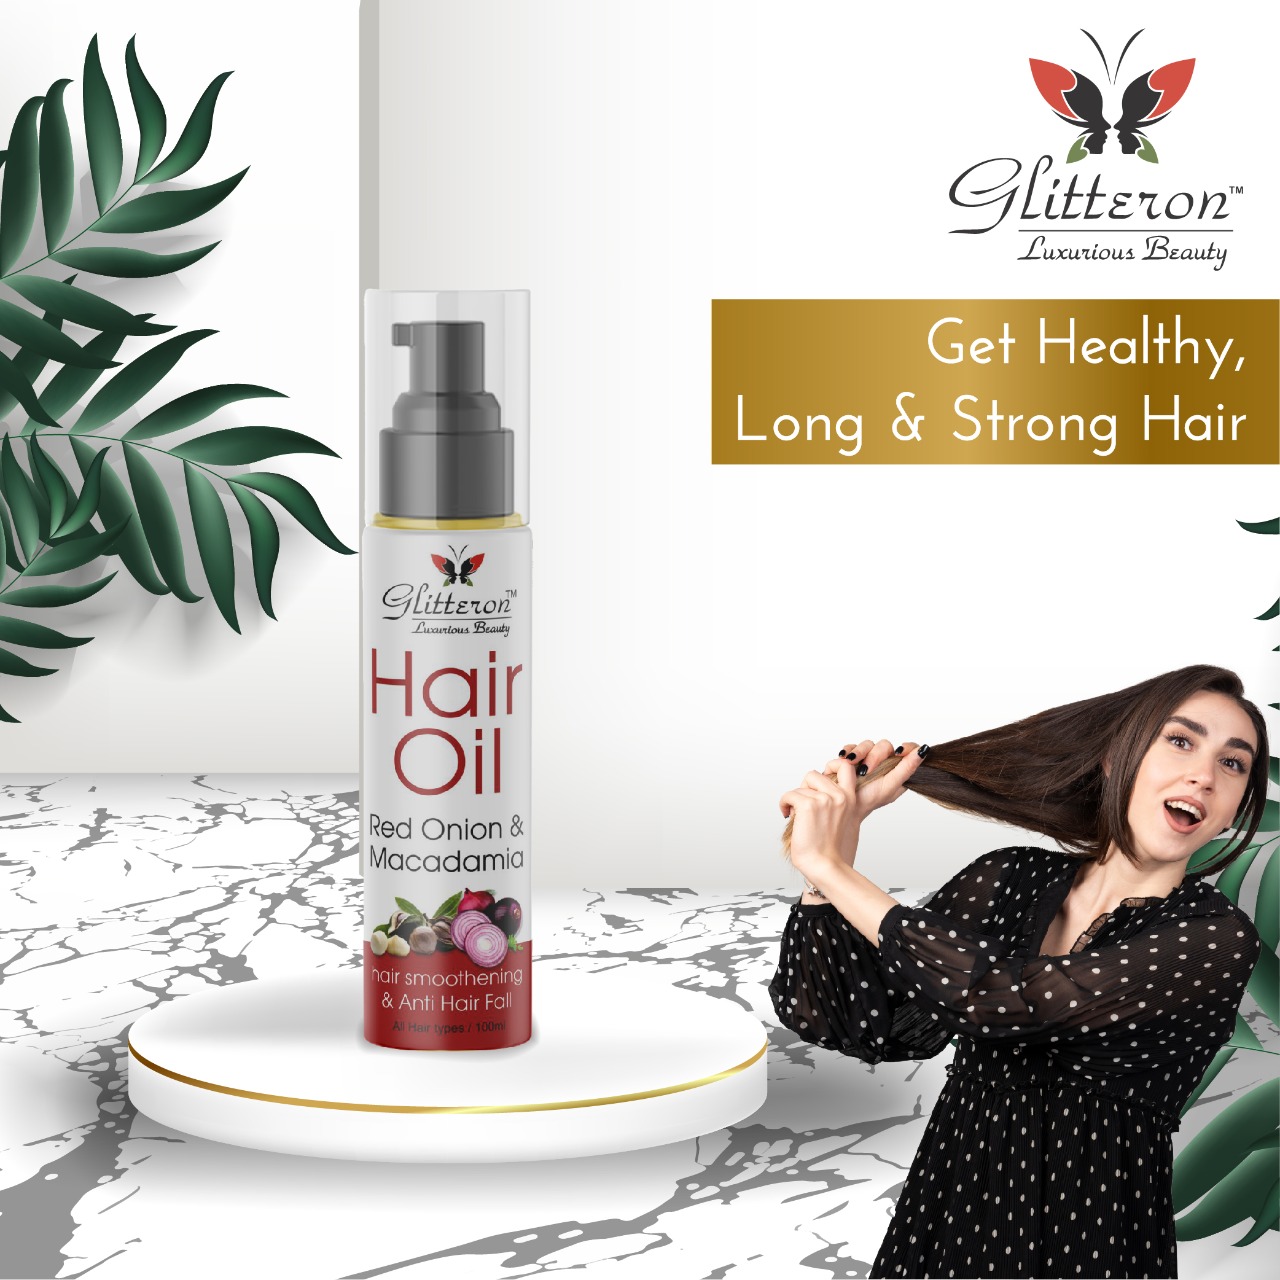 Glitteron™
Luxurious Beauty
Get Healthy,
Long & Strong Hair
Glitteron™
Luxurious Beauty
Hair
Oil
Red Onion &
Macadamia
hair smoothening
& Anti Hair Fall
All Hair types / 100ml